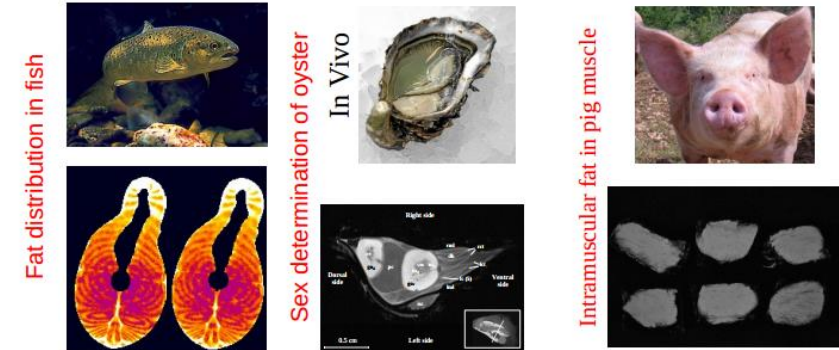 Fat distribution in fish
Sex determination of oyster
In Vivo
Right side
Dorsal
side
Ventral
side
0.5 cm
Left side
Intramuscular fat in pig muscle